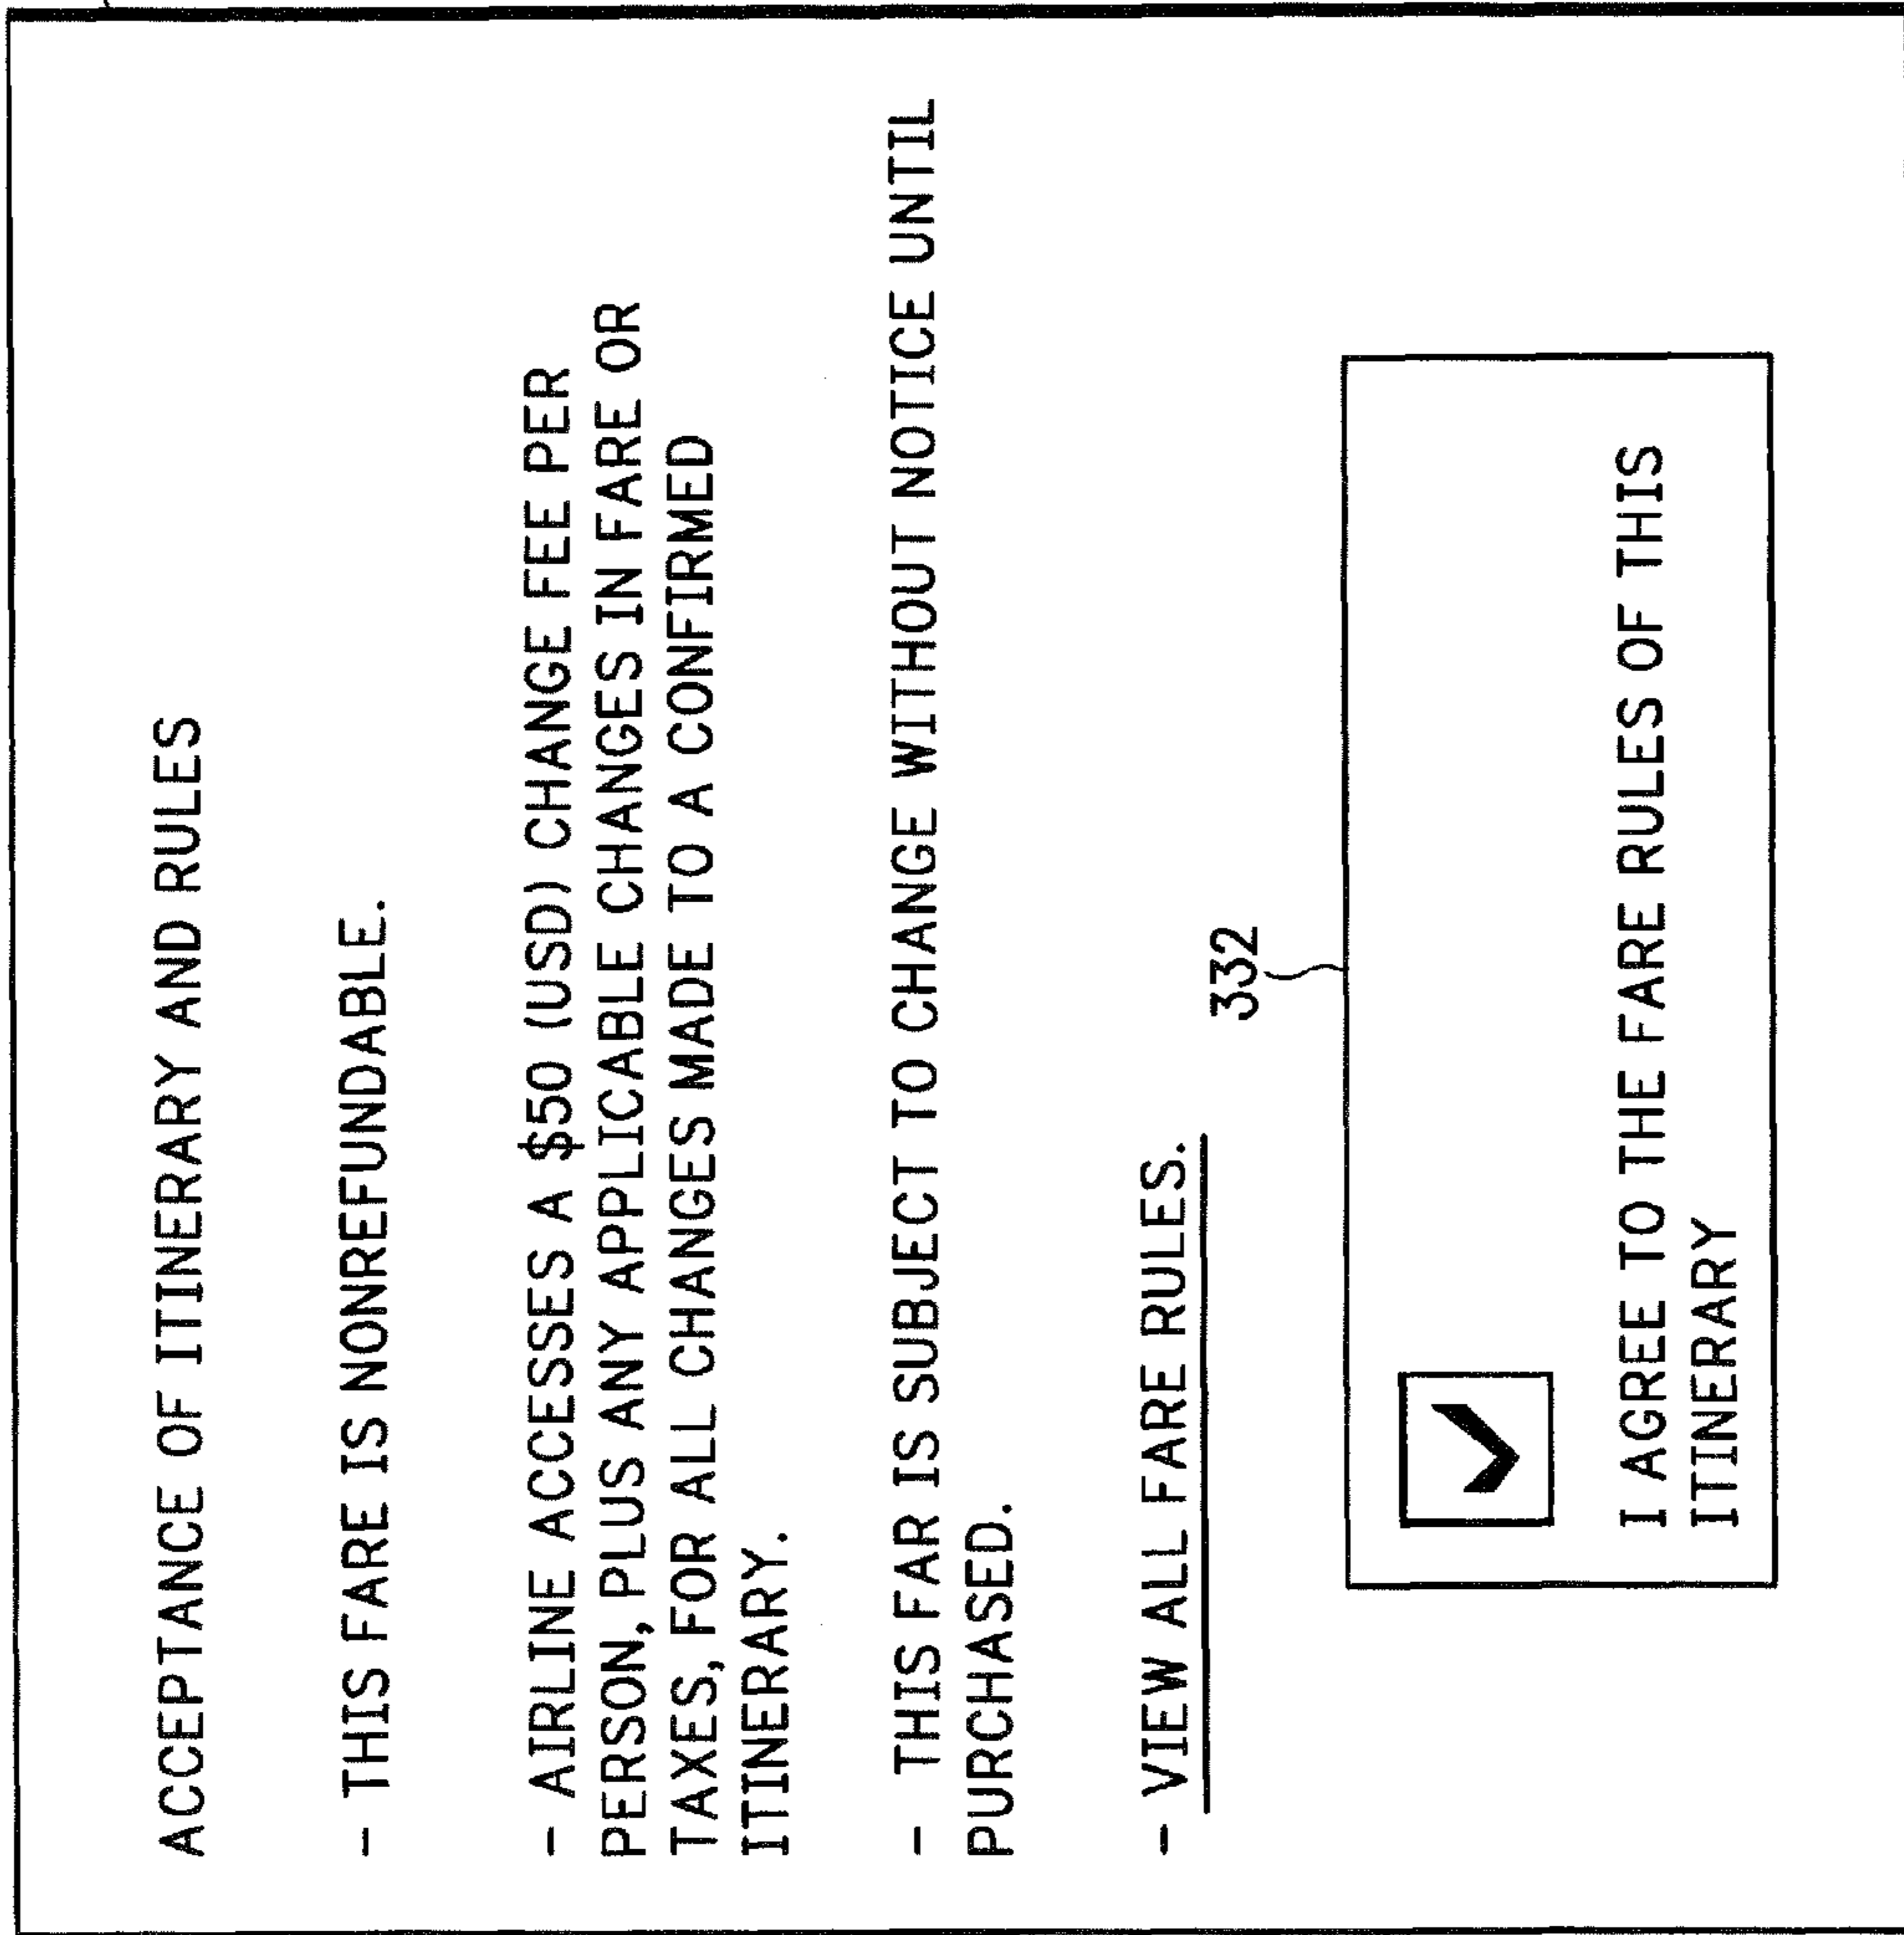 ACCEPTANCE OF ITINERARY AND RULES
- THIS FARE IS NONREFUNDABLE.
- AIRLINE ACCESSES A $50 (USD) CHANGE FEE PER
PERSON, PLUS ANY APPLICABLE CHANGES IN FARE OR
TAXES, FOR ALL CHANGES MADE TO A CONFIRMED
ITINERARY.
- THIS FAR IS SUBJECT TO CHANGE WITHOUT NOTICE UNTIL
PURCHASED.
- VIEW ALL FARE RULES.
332
I AGREE TO THE FARE RULES OF THIS
ITINERARY